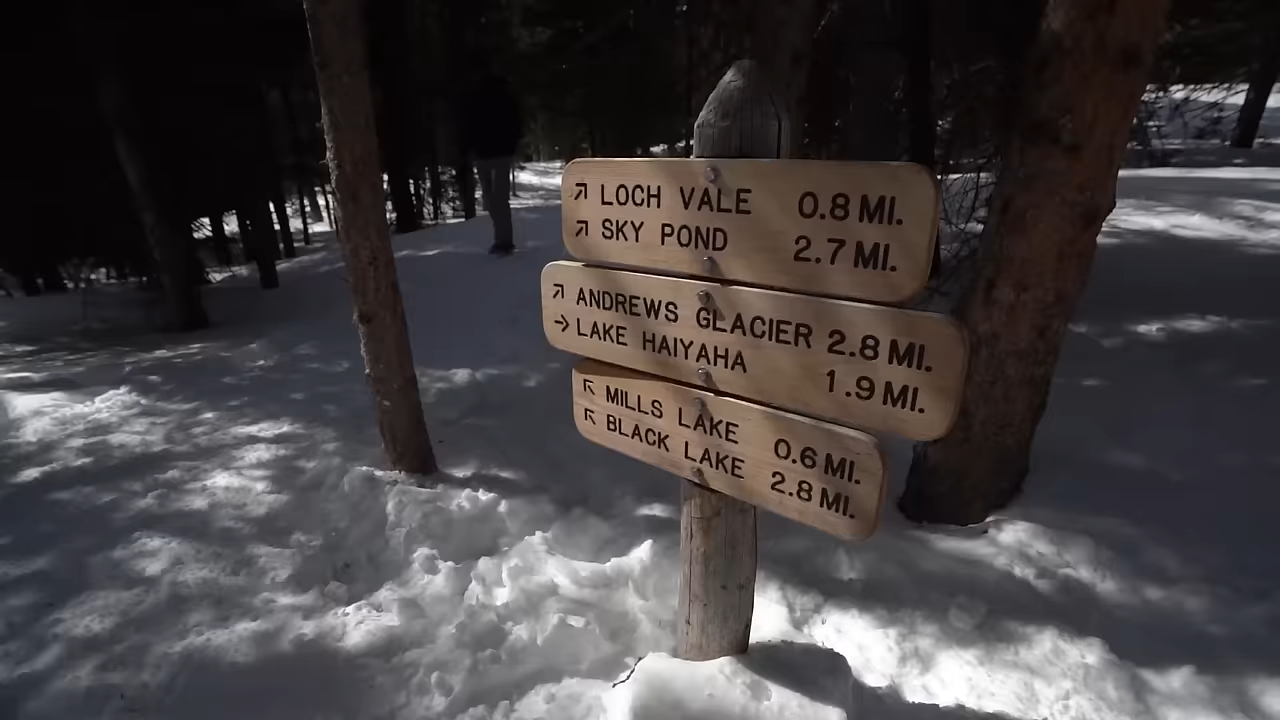 ↗ LOCH VALE 0.8 MI.
↗ SKY POND 2.7 MI.
↗ ANDREWS GLACIER 2.8 MI.
→ LAKE HAIYAHA 1.9 MI.
↖ MILLS LAKE 0.6 MI.
↖ BLACK LAKE 2.8 MI.